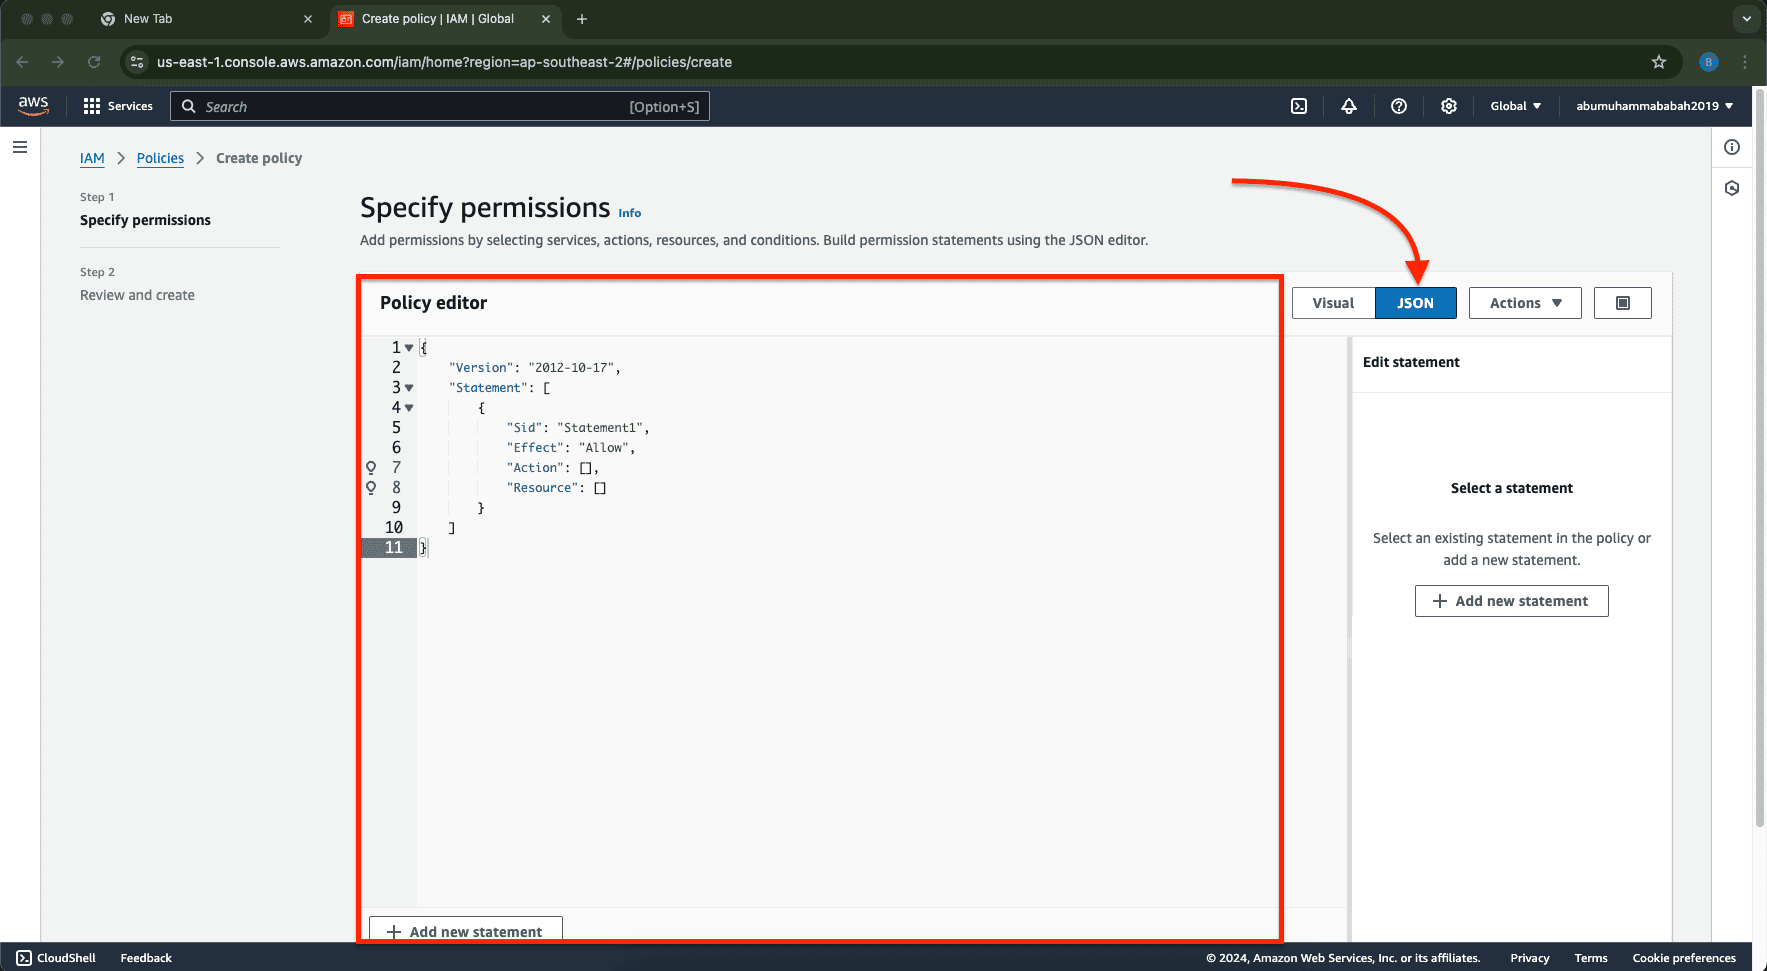 New Tab
Create policy | IAM | Global
us-east-1.console.aws.amazon.com/iam/home?region=ap-southeast-2#/policies/create
B
aws
Services
Search
[Option+S]
Global
abumuhammababah2019
IAM
Policies
Create policy
Step 1
Specify permissions
Step 2
Review and create
Specify permissions Info
Add permissions by selecting services, actions, resources, and conditions. Build permission statements using the JSON editor.
Policy editor
Visual
JSON
Actions
1 {
2 "Version": "2012-10-17",
3 "Statement": [
4 {
5 "Sid": "Statement1",
6 "Effect": "Allow",
7 "Action": [],
8 "Resource": []
9 }
10 ]
11 }
Add new statement
Edit statement
Select a statement
Select an existing statement in the policy or
add a new statement.
Add new statement
CloudShell
Feedback
© 2024, Amazon Web Services, Inc. or its affiliates.
Privacy
Terms
Cookie preferences